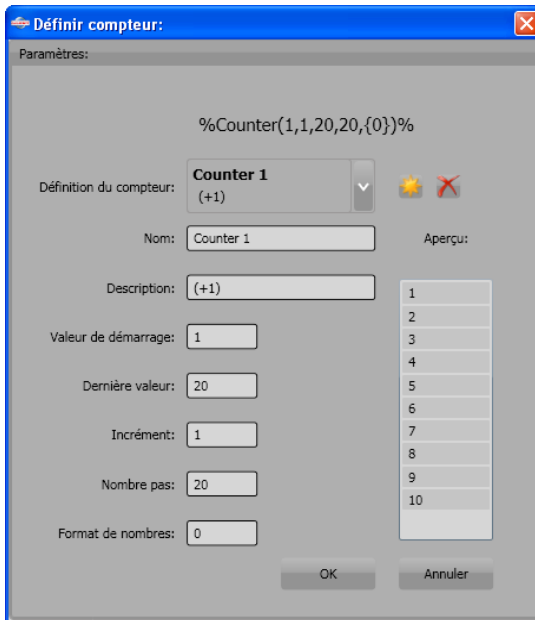 Définir compteur:
Paramètres:
%Counter(1,1,20,20,{0})%
Définition du compteur:
Counter 1
(+1)
Nom:
Counter 1
Aperçu:
Description:
(+1)
1
2
3
4
5
6
7
8
9
10
Valeur de démarrage:
1
Dernière valeur:
20
Incrément:
1
Nombre pas:
20
Format de nombres:
0
OK
Annuler